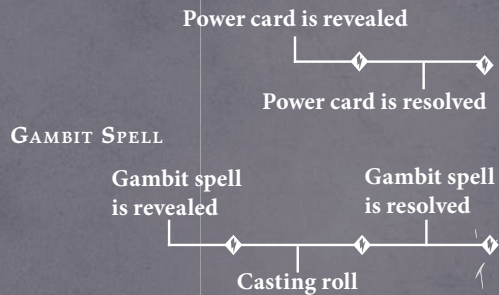 Power card is revealed
Power card is resolved
Gambit Spell
Gambit spell
is revealed
Gambit spell
is resolved
Casting roll